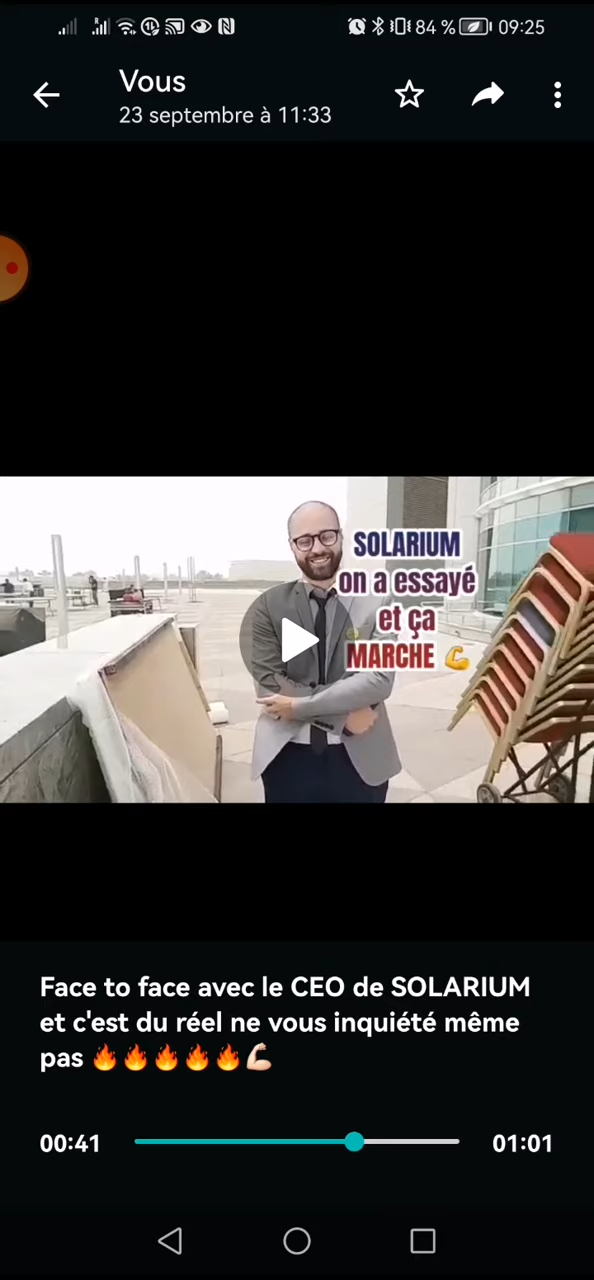 84 % 09:25
Vous
23 septembre à 11:33
SOLARIUM
on a essayé
et ça
MARCHE 💪
Face to face avec le CEO de SOLARIUM
et c'est du réel ne vous inquiété même
pas 🔥🔥🔥🔥🔥💪🏻
00:41 01:01